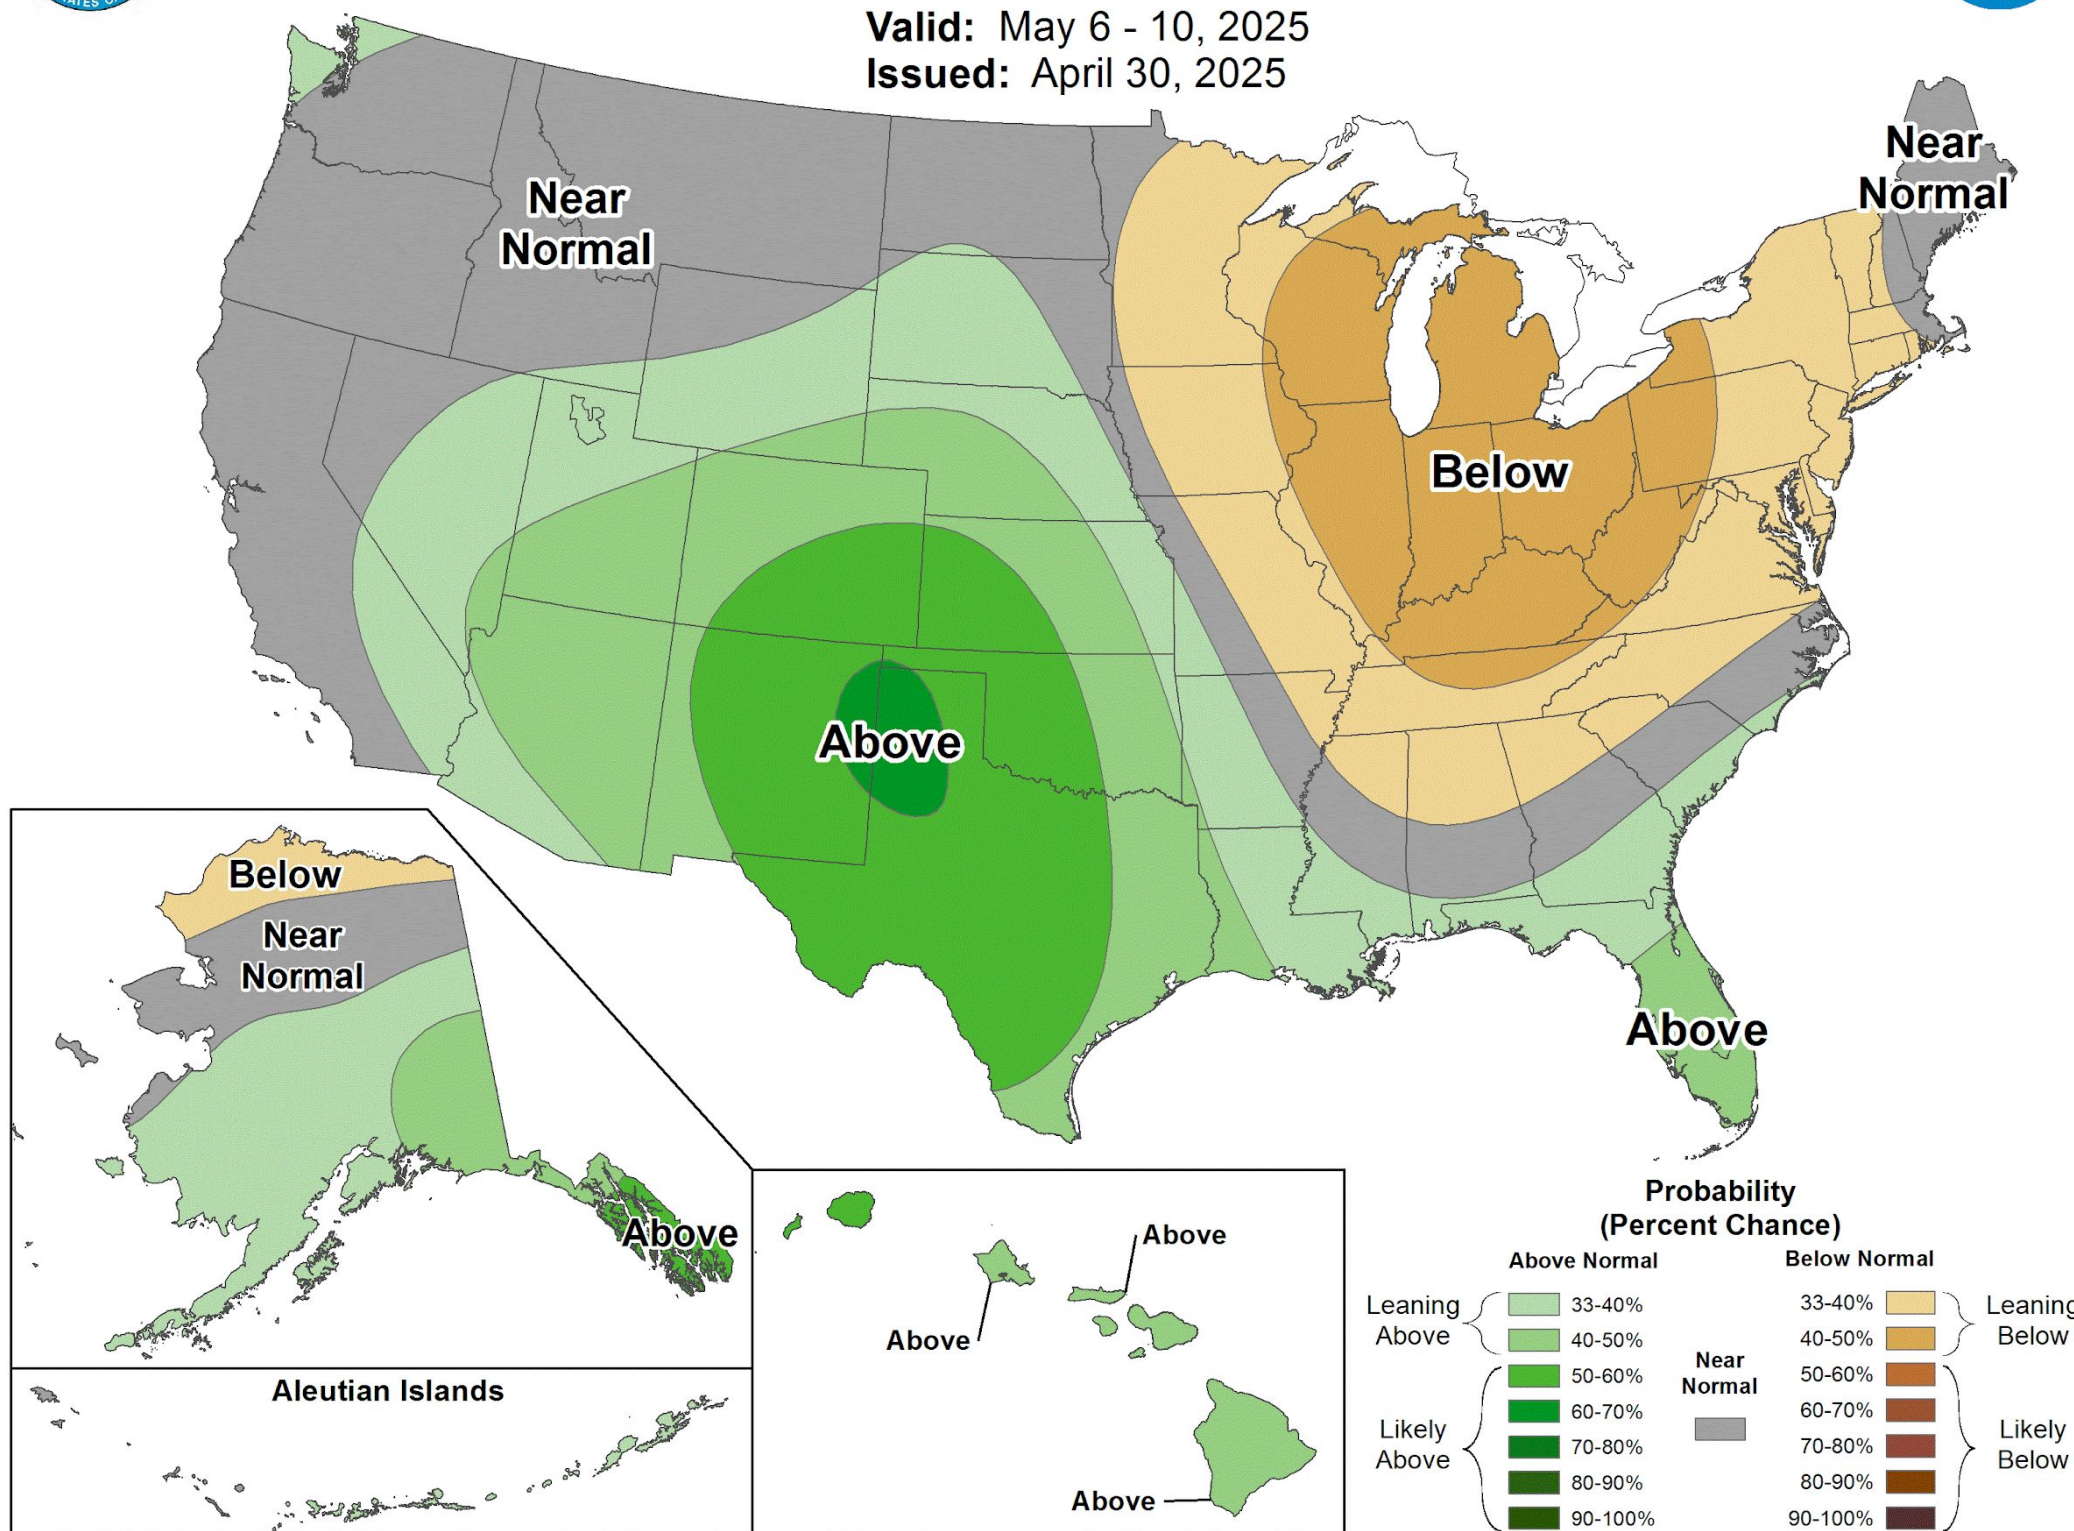 TATES O
Valid: May 6 - 10, 2025
Issued: April 30, 2025
Near
Normal
Near
Normal
Below
Above
Above
Below
Near
Normal
Above
Aleutian Islands
Above
Above
Above
Probability
(Percent Chance)
Above Normal
Below Normal
Leaning
Above
33-40%
40-50%
Likely
Above
50-60%
60-70%
70-80%
80-90%
90-100%
Near
Normal
33-40%
40-50%
Leaning
Below
50-60%
60-70%
70-80%
80-90%
90-100%
Likely
Below